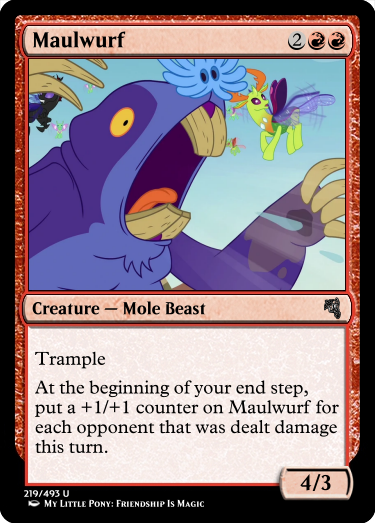 Maulwurf 2
Creature — Mole Beast
Trample
At the beginning of your end step,
put a +1/+1 counter on Maulwurf for
each opponent that was dealt damage
this turn.
4/3
219/493 U
My Little Pony: Friendship Is Magic